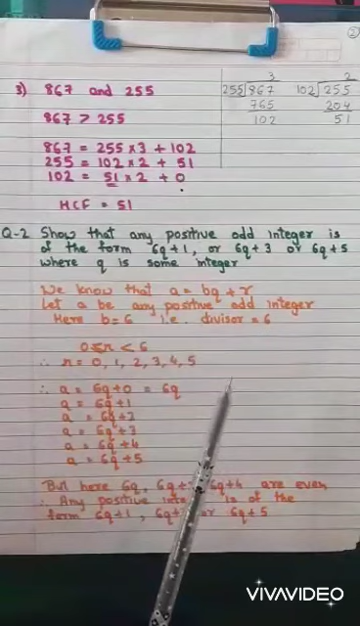 2
3) 867 and 255
867 > 255
867 = 255 × 3 + 102
255 = 102 × 2 + 51
102 = 51 × 2 + 0
HCF = 51
3
255)867
765
102
2
102)255
204
51
Q-2 Show that any positive odd integer is
of the form 6q+1, or 6q+3 or 6q+5
where q is some integer
We know that a = bq + r
Let a be any positive odd integer
Here b=6 i.e. divisor = 6
0≤r < 6
∴ r = 0, 1, 2, 3, 4, 5
∴ a = 6q+0 = 6q
a = 6q+1
a = 6q+2
a = 6q+3
a = 6q+4
a = 6q+5
But here 6q, 6q+ 6q+4 are even
∴ Any positive is of the
form 6q+1, 6q+ or 6q+5
VIVAVIDEO